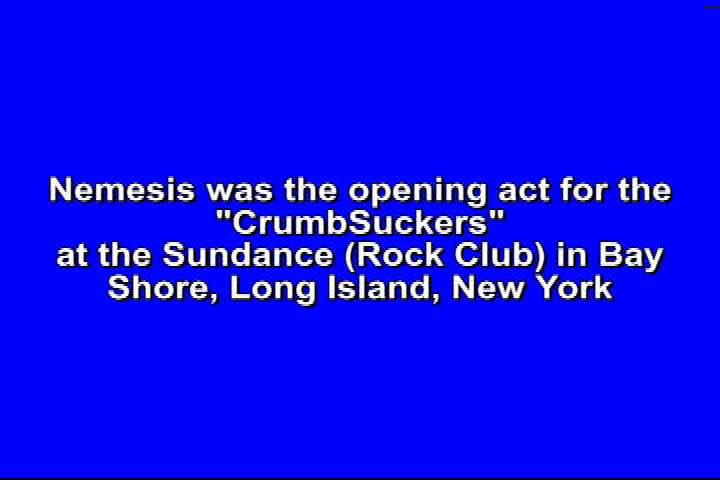 Nemesis was the opening act for the
"CrumbSuckers"
at the Sundance (Rock Club) in Bay
Shore, Long Island, New York